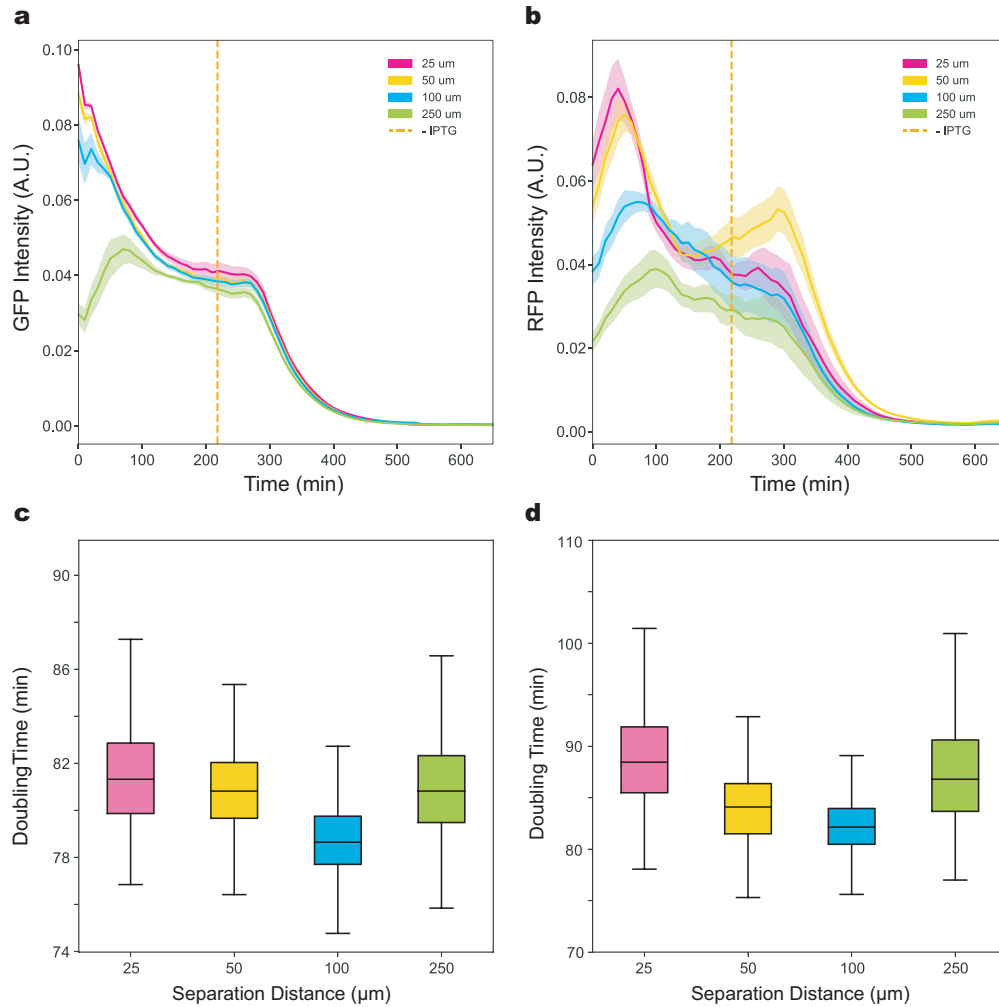 a
0.10
0.08
0.06
0.04
0.02
0.00
GFP Intensity (A.U.)
25 um
50 um
100 um
250 um
- IPTG
0
100
200
300
400
500
600
Time (min)
b
0.08
0.06
0.04
0.02
0.00
RFP Intensity (A.U.)
25 um
50 um
100 um
250 um
- IPTG
0
100
200
300
400
500
600
Time (min)
c
90
86
82
78
74
DoublingTime (min)
25
50
100
250
Separation Distance (µm)
d
110
100
90
80
70
Doubling Time (min)
25
50
100
250
Separation Distance (µm)